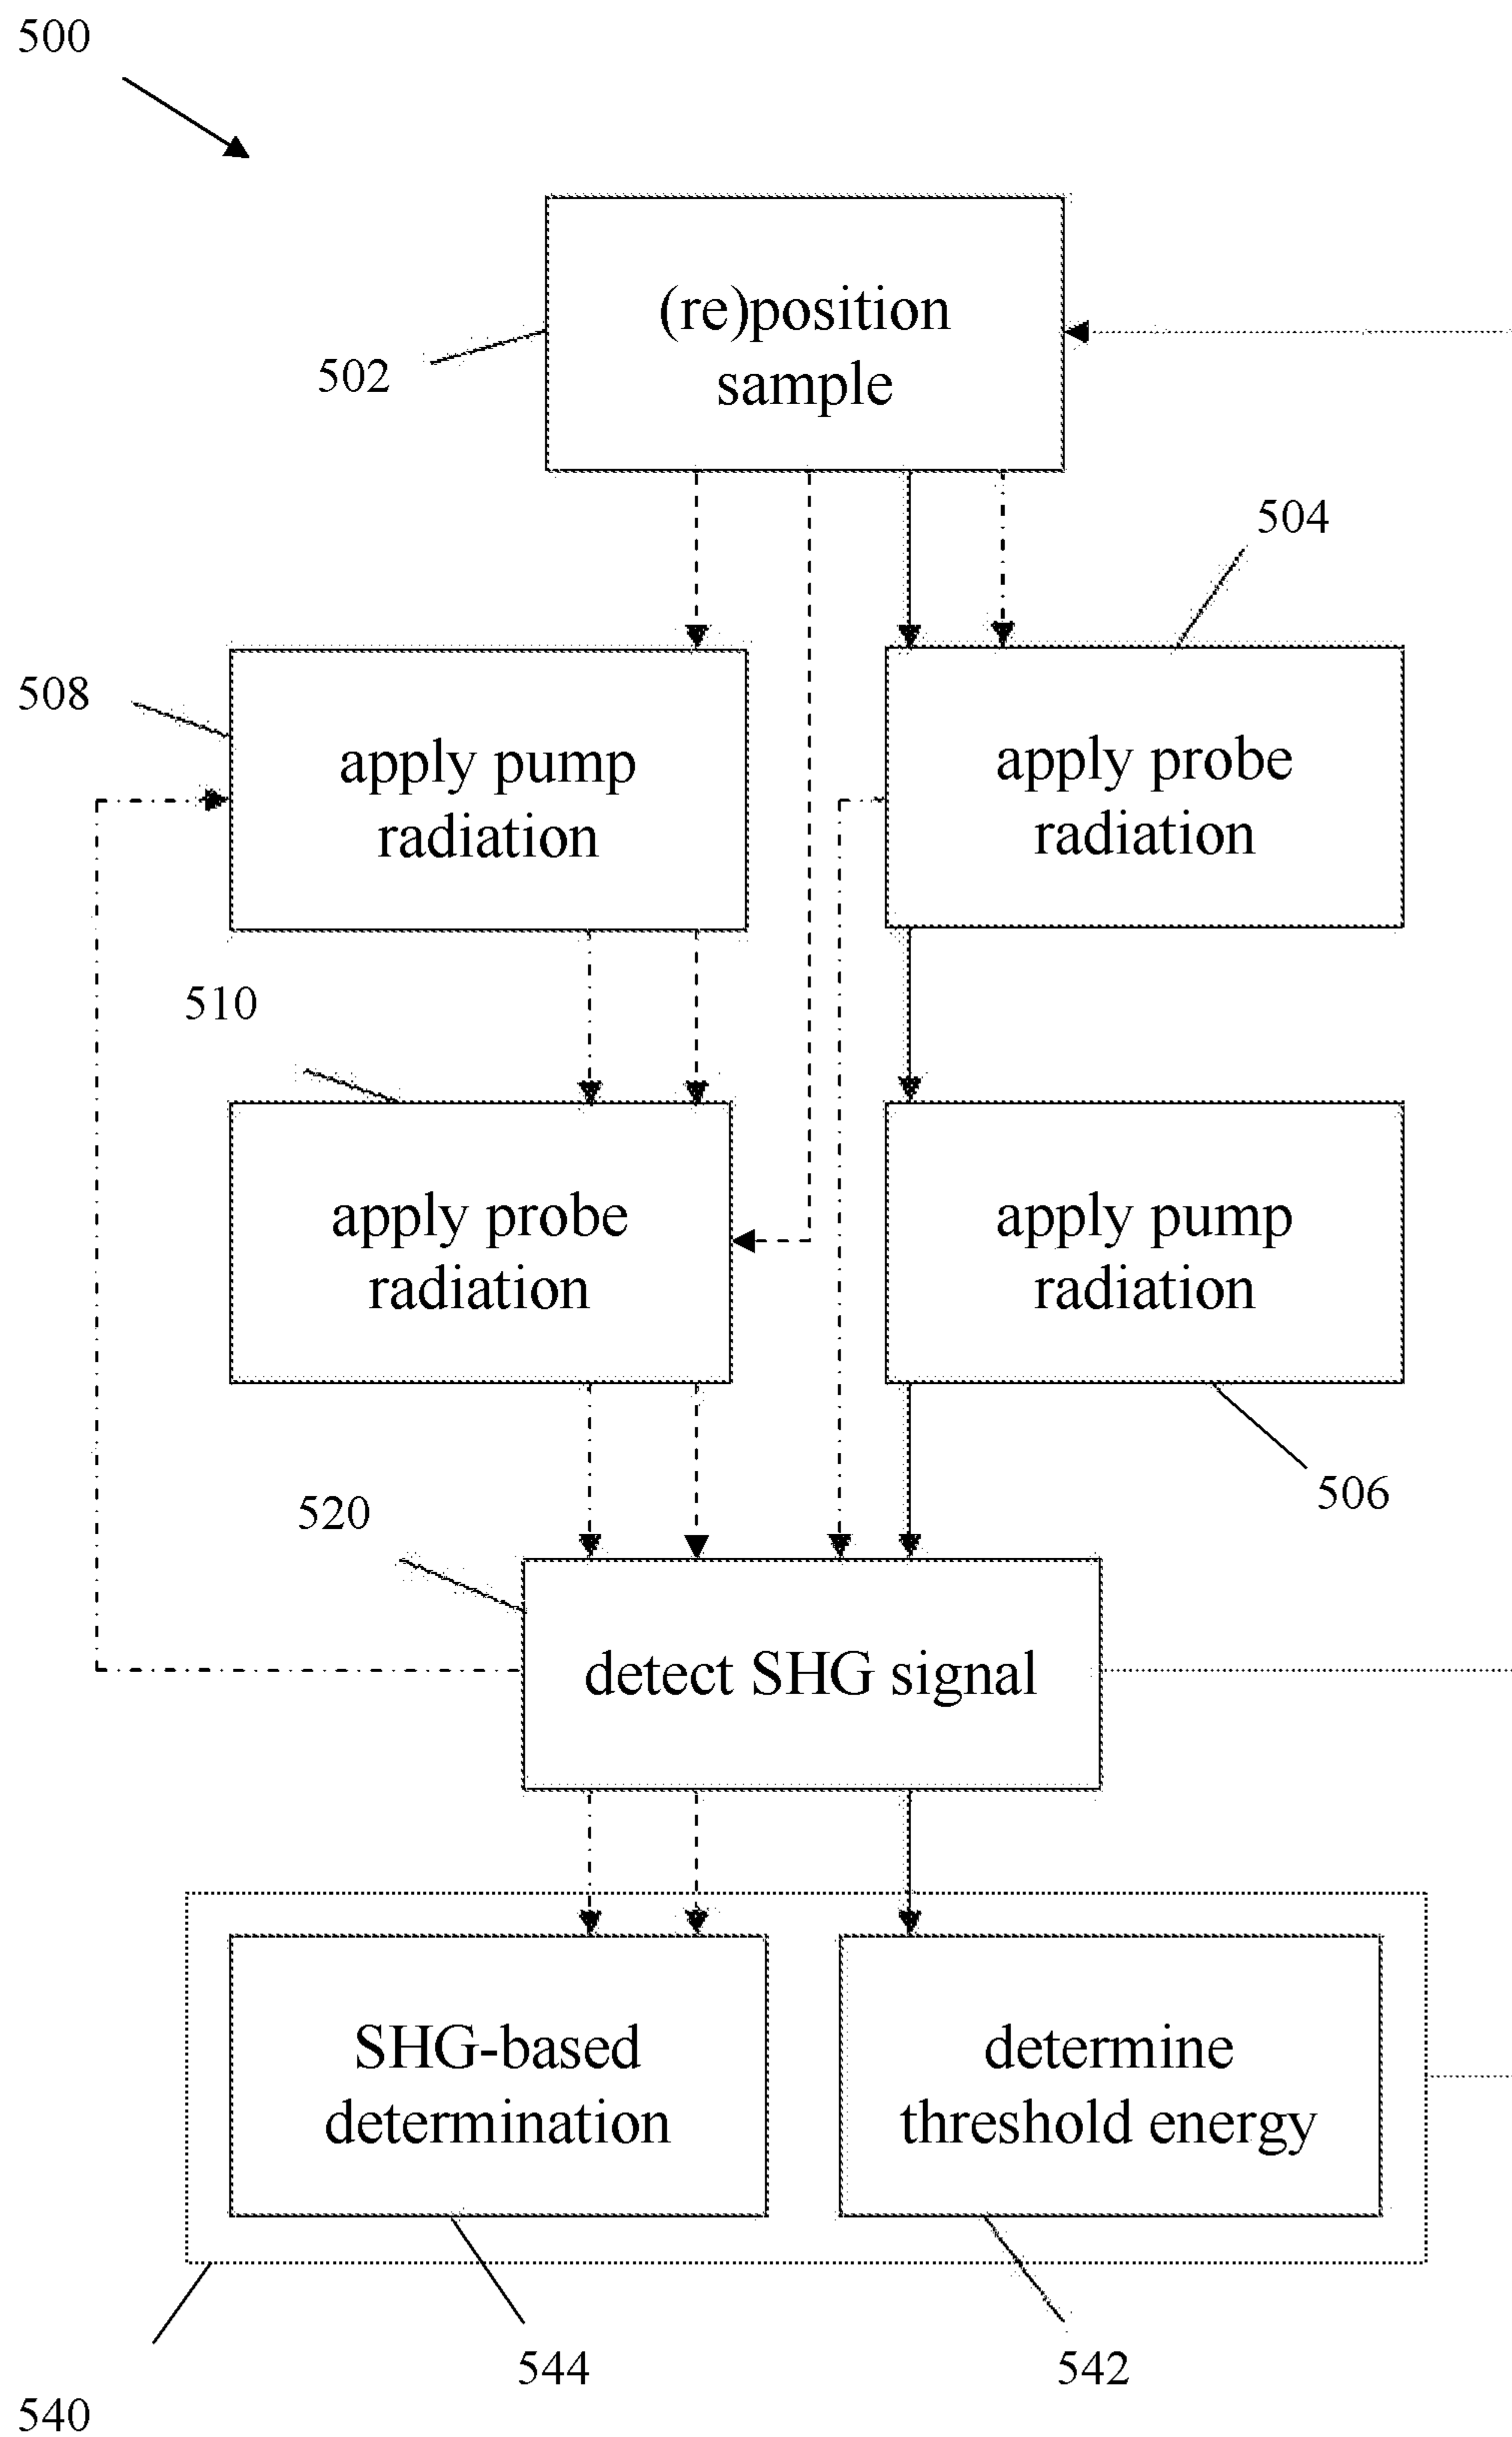 500
(re)position
sample
502
504
508
apply pump
radiation
apply probe
radiation
510
apply probe
radiation
apply pump
radiation
506
520
detect SHG signal
SHG-based
determination
determine
threshold energy
544
542
540